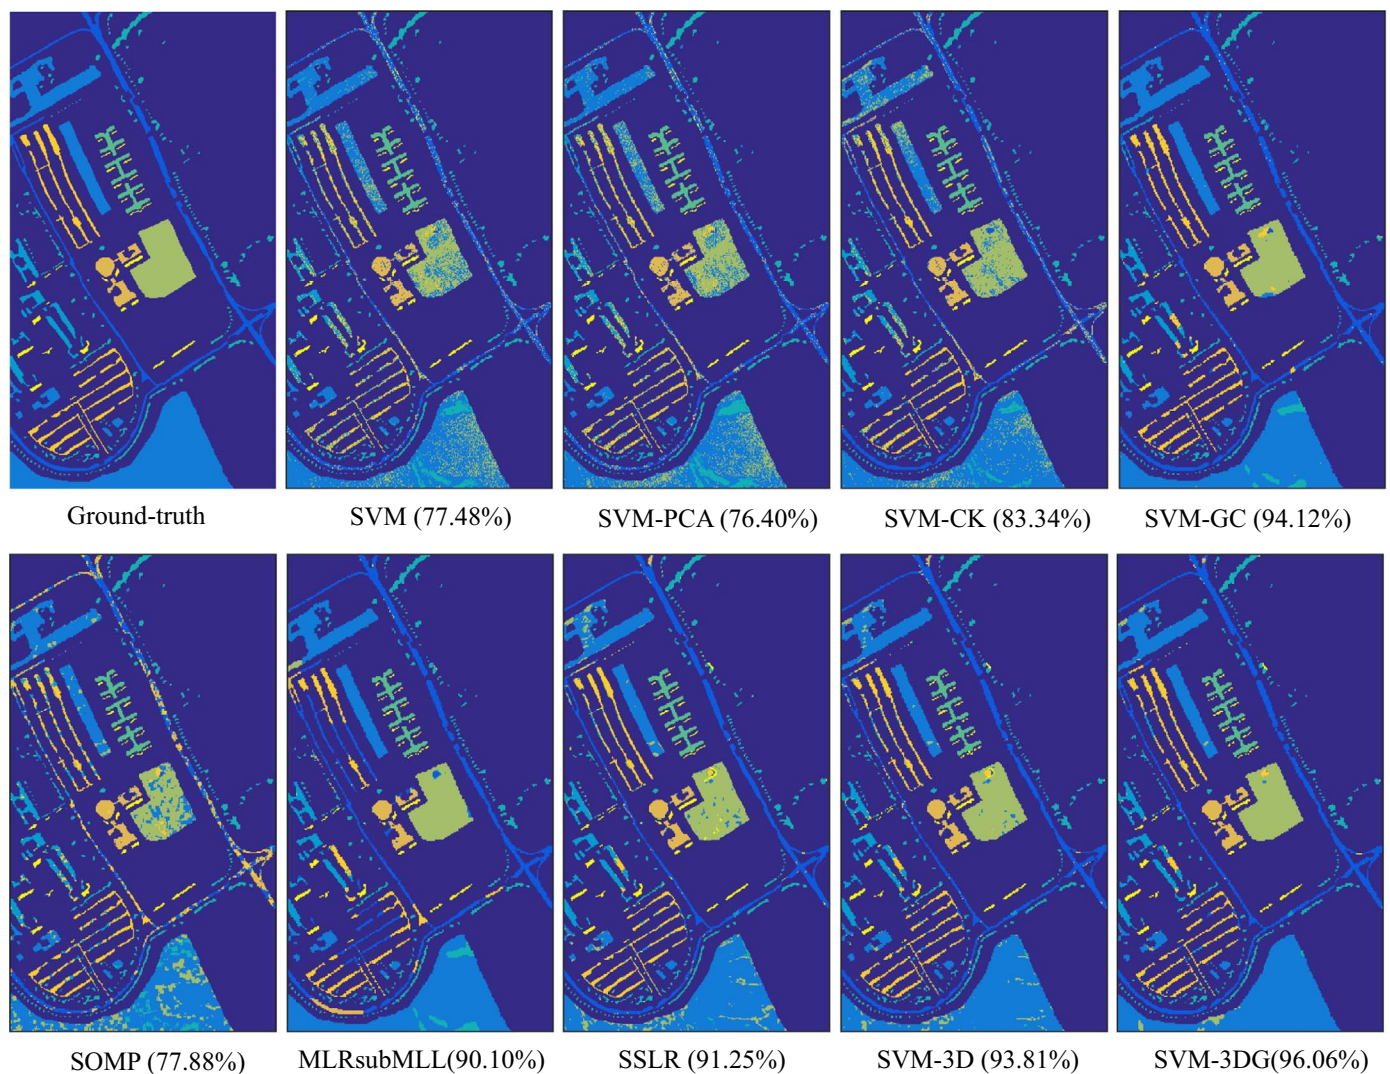 Ground-truth
SVM (77.48%)
SVM-PCA (76.40%)
SVM-CK (83.34%)
SVM-GC (94.12%)
SOMP (77.88%)
MLRsubMLL(90.10%)
SSLR (91.25%)
SVM-3D (93.81%)
SVM-3DG(96.06%)